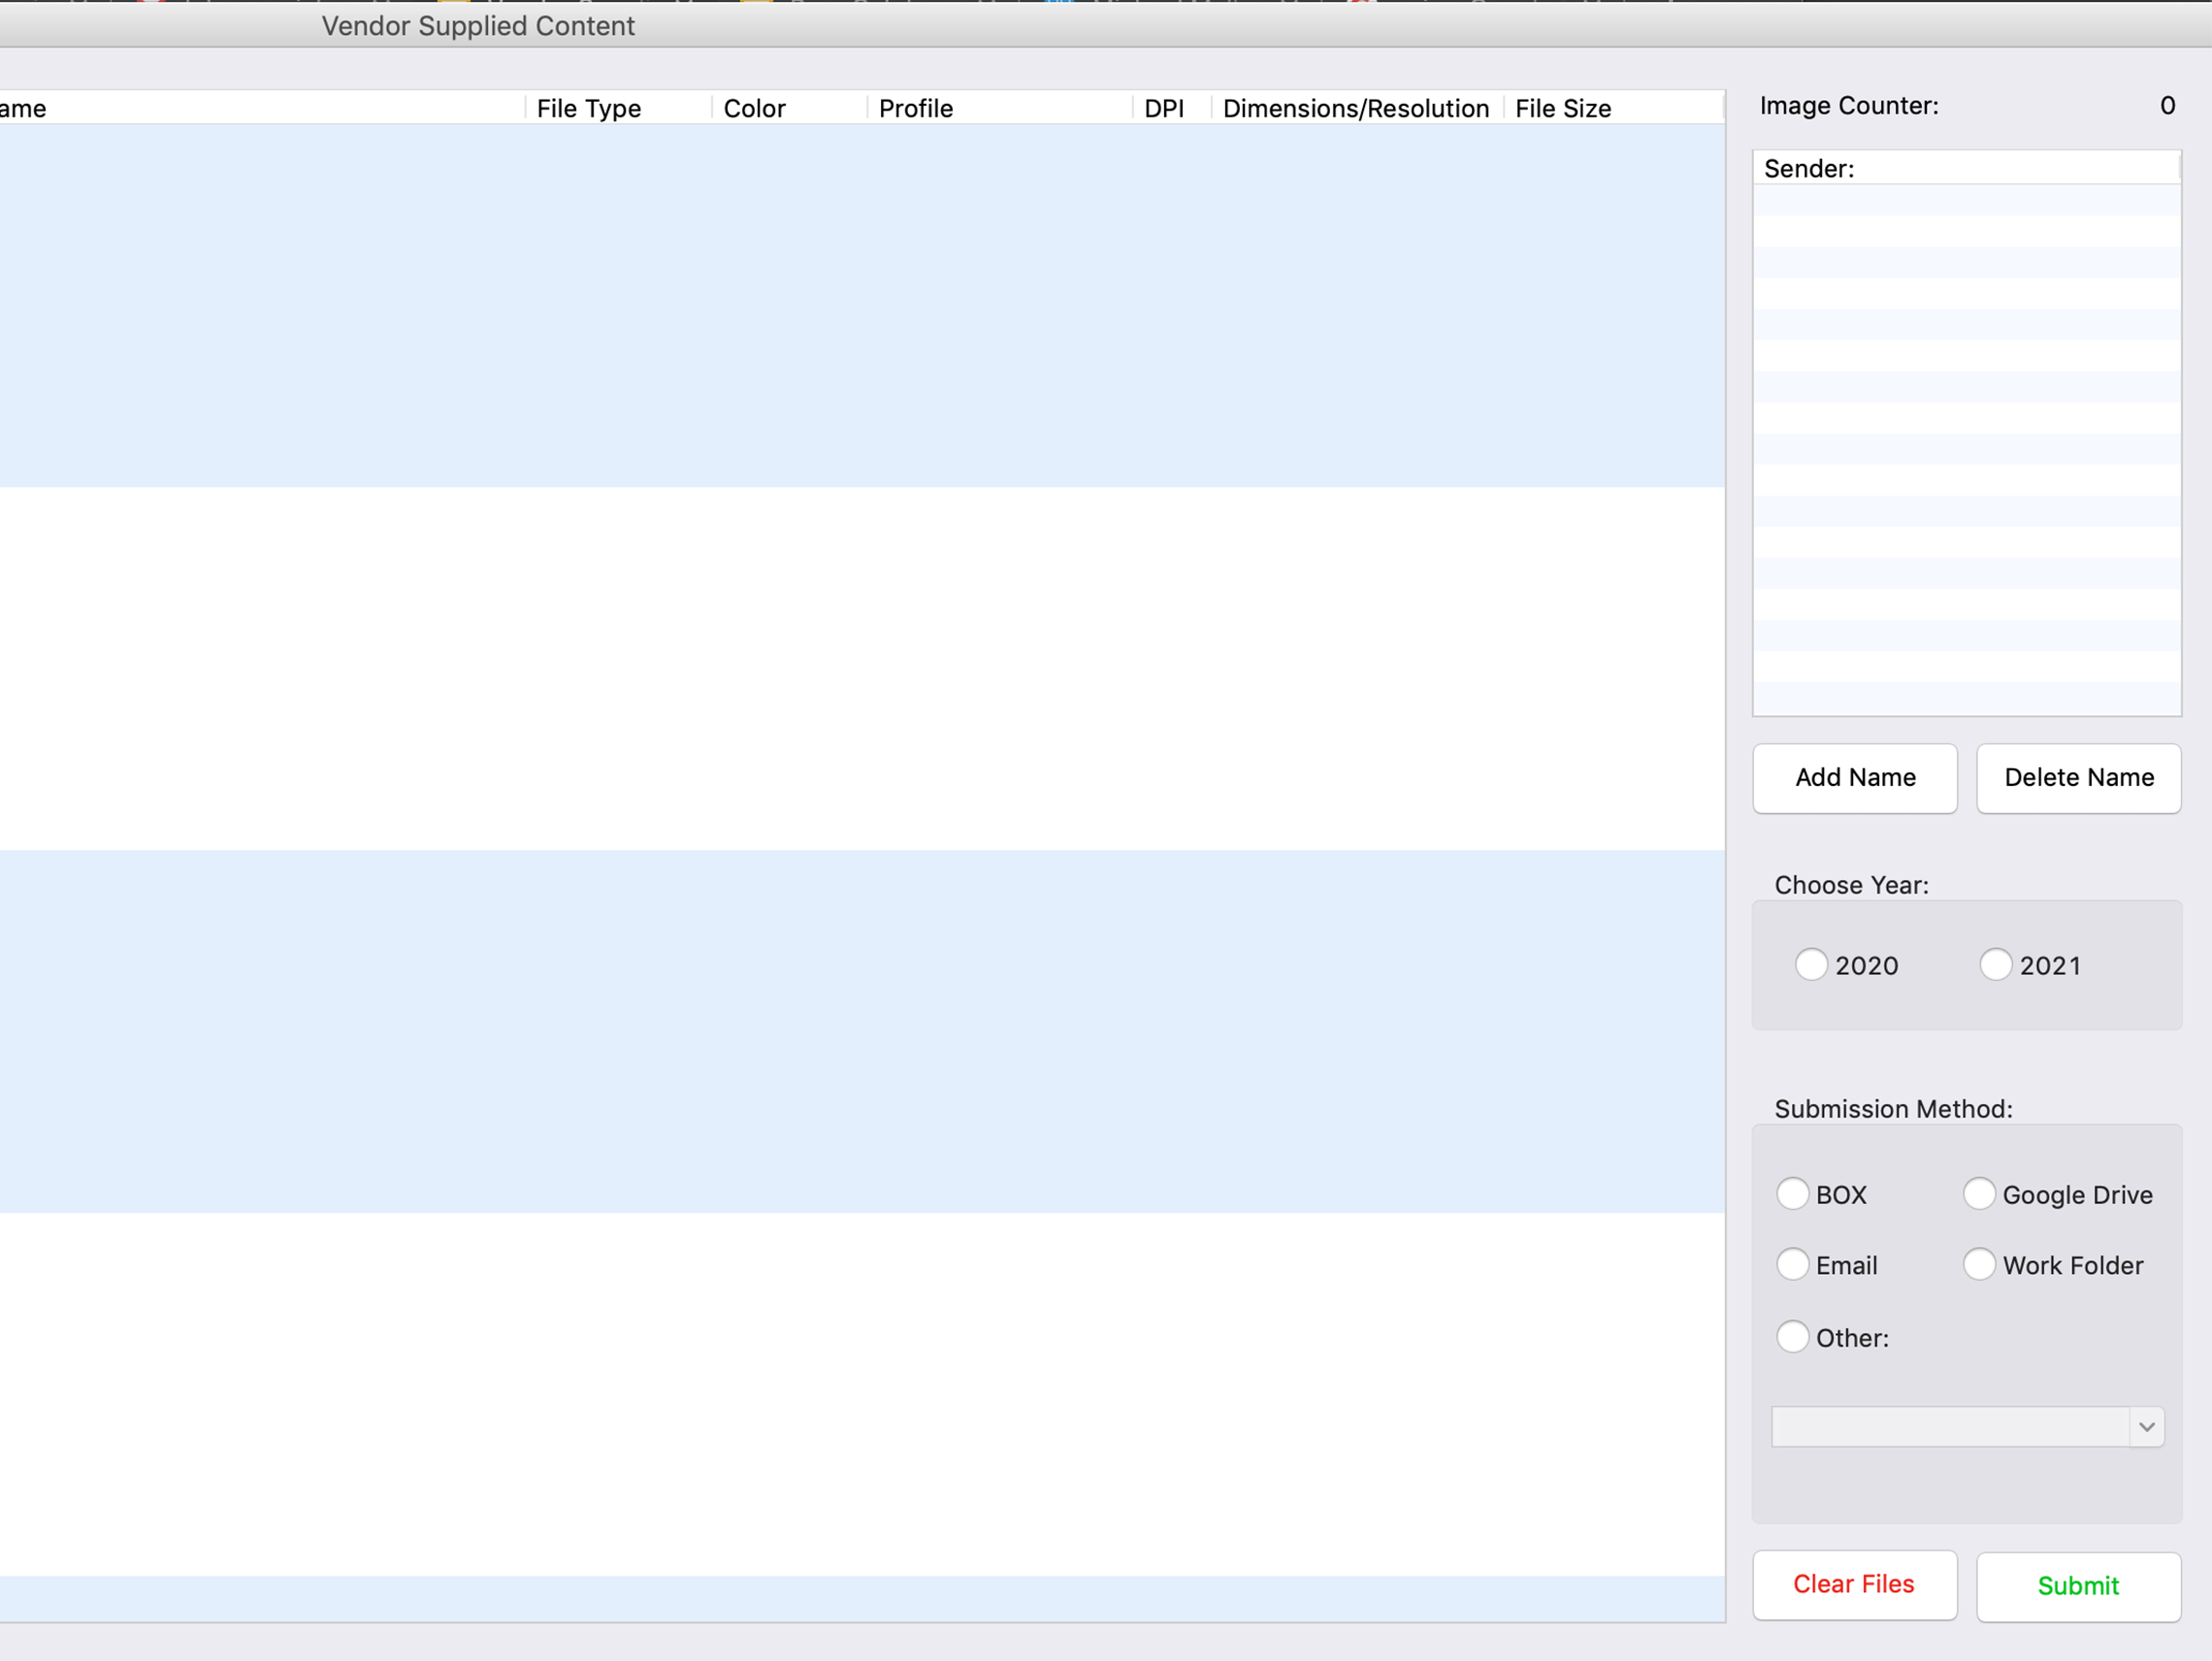 Vendor Supplied Content
ame File Type Color Profile DPI Dimensions/Resolution File Size
Image Counter: 0
Sender:
Add Name Delete Name
Choose Year:
2020 2021
Submission Method:
BOX Google Drive
Email Work Folder
Other:
Clear Files Submit